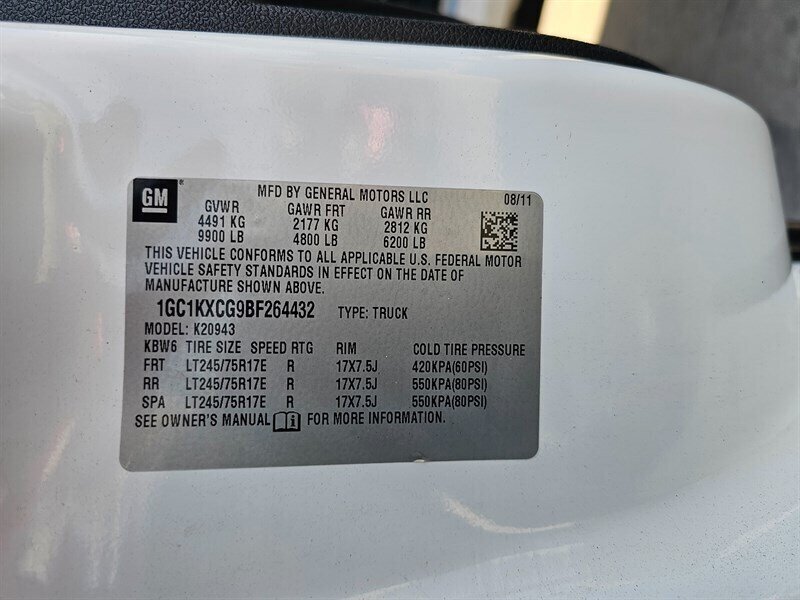 GM
MFD BY GENERAL MOTORS LLC 08/11
GVWR GAWR FRT GAWR RR
4491 KG 2177 KG 2812 KG
9900 LB 4800 LB 6200 LB
THIS VEHICLE CONFORMS TO ALL APPLICABLE U.S. FEDERAL MOTOR
VEHICLE SAFETY STANDARDS IN EFFECT ON THE DATE OF
MANUFACTURE SHOWN ABOVE.
1GC1KXCG9BF264432 TYPE: TRUCK
MODEL: K20943
KBW6 TIRE SIZE SPEED RTG RIM COLD TIRE PRESSURE
FRT LT245/75R17E R 17X7.5J 420KPA(60PSI)
RR LT245/75R17E R 17X7.5J 550KPA(80PSI)
SPA LT245/75R17E R 17X7.5J 550KPA(80PSI)
SEE OWNER'S MANUAL FOR MORE INFORMATION.